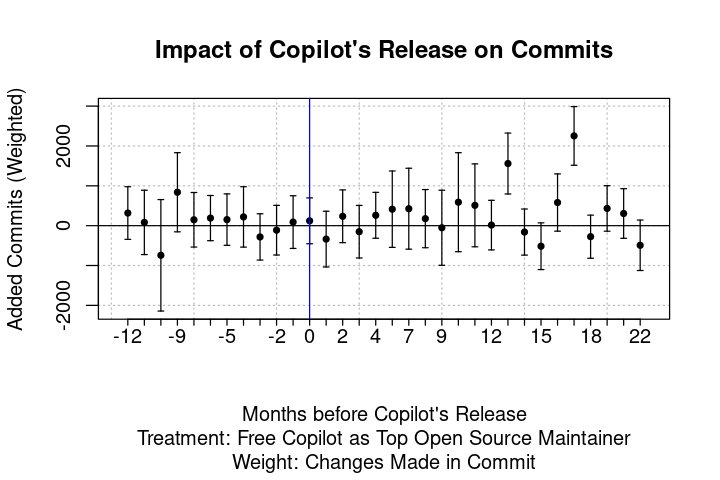 Impact of Copilot's Release on Commits
Added Commits (Weighted)
2000
0
-2000
-12 -9 -5 -2 0 2 4 7 9 12 15 18 22
Months before Copilot's Release
Treatment: Free Copilot as Top Open Source Maintainer
Weight: Changes Made in Commit